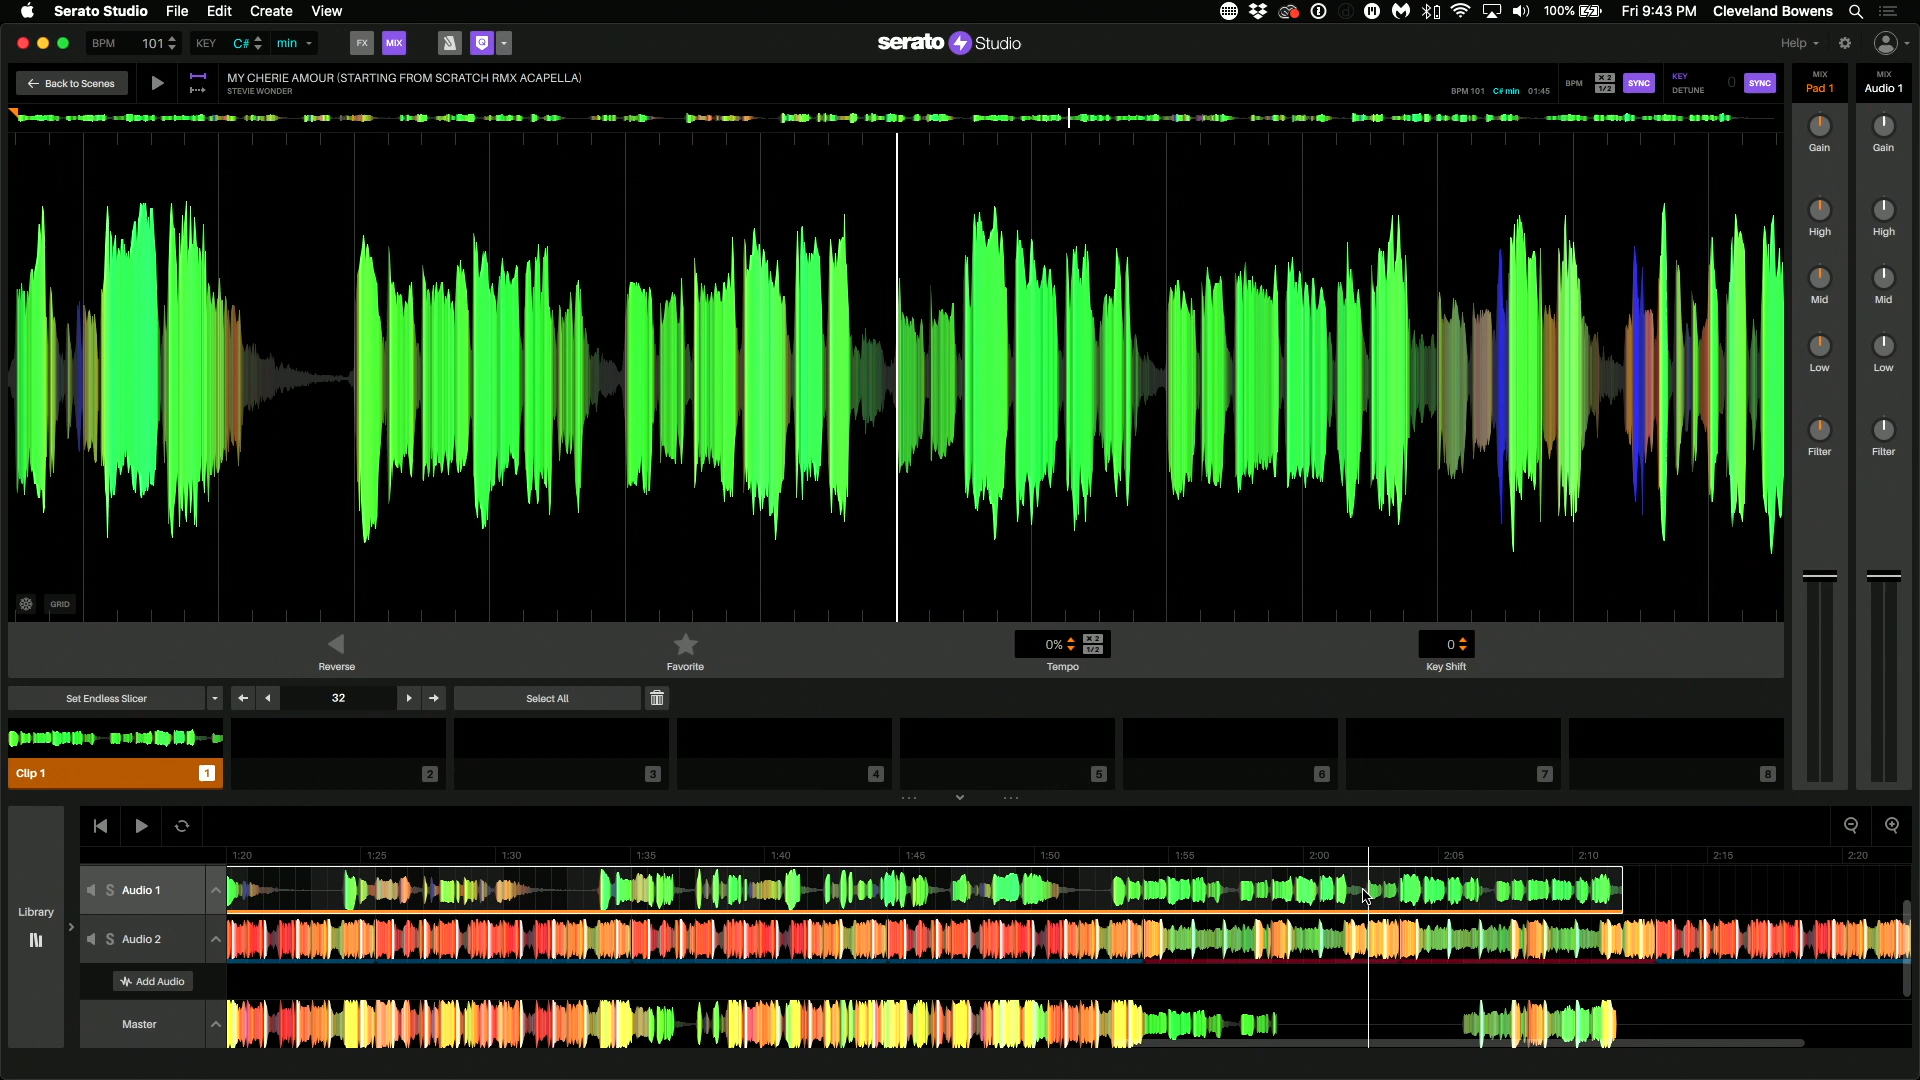 Serato Studio File Edit Create View 100% Fri 9:43 PM Cleveland Bowens
BPM 101 KEY C# min FX MIX serato Studio Help
Back to Scenes MY CHERIE AMOUR (STARTING FROM SCRATCH RMX ACAPELLA)
STEVIE WONDER
BPM 101 C# min 01:45 BPM x 2 1/2 SYNC KEY DETUNE 0 SYNC
MIX Pad 1
MIX Audio 1
Gain Gain
High High
Mid Mid
Low Low
Filter Filter
GRID
Reverse Favorite 0% x 2 1/2 Tempo 0 Key Shift
Set Endless Slicer 32 Select All
Clip 1 1 2 3 4 5 6 7 8
Library
1:20 1:25 1:30 1:35 1:40 1:45 1:50 1:55 2:00 2:05 2:10 2:15 2:20
S Audio 1
S Audio 2
Add Audio
Master